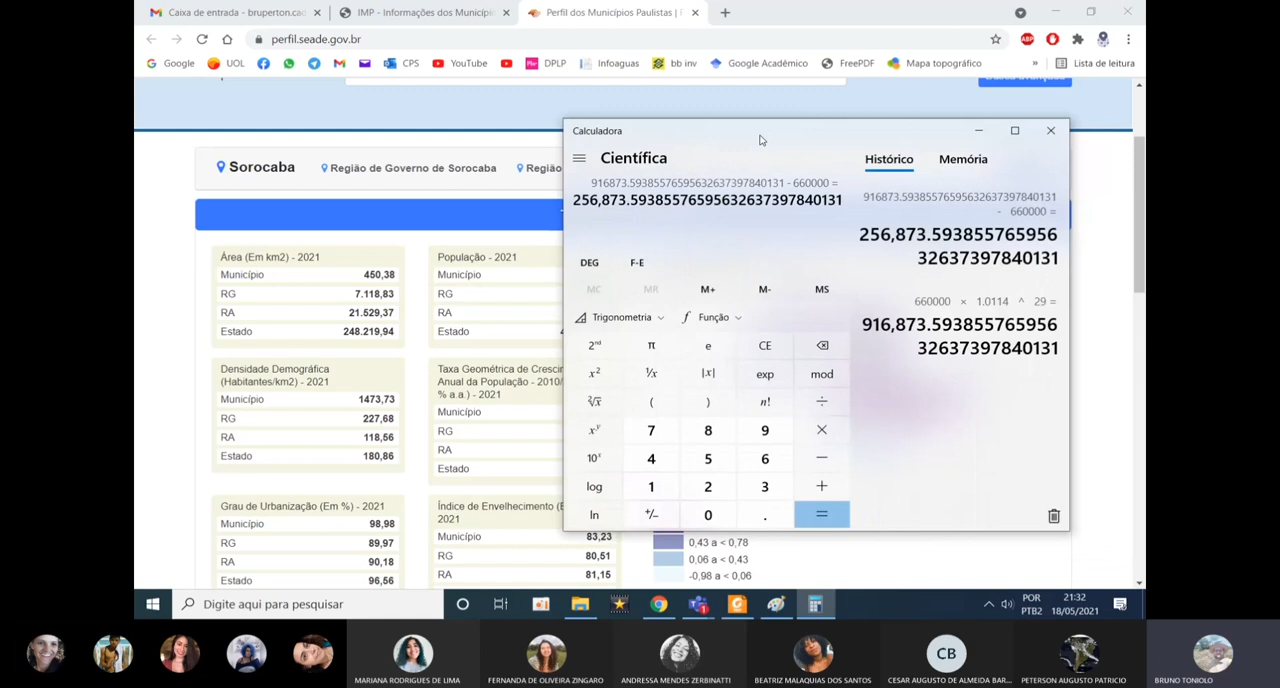 Caixa de entrada - bruperton.cac
IMP - Informações dos Município
Perfil dos Municípios Paulistas | F
perfil.seade.gov.br
ABP
Google
UOL
CPS
YouTube
DPLP
Infoaguas
bb inv
Google Acadêmico
FreePDF
Mapa topográfico
»
Lista de leitura
Sorocaba
Região de Governo de Sorocaba
Região
Área (Em km2) - 2021
Município 450,38
RG 7.118,83
RA 21.529,37
Estado 248.219,94
População - 2021
Município
RG
RA
Estado
Densidade Demográfica
(Habitantes/km2) - 2021
Município 1473,73
RG 227,68
RA 118,56
Estado 180,86
Taxa Geométrica de Crescir
Anual da População - 2010/
% a.a.) - 2021
Município
RG
RA
Estado
Grau de Urbanização (Em %) - 2021
Município 98,98
RG 89,97
RA 90,18
Estado 96,56
Índice de Envelhecimento (E
2021
Município 83,23
RG 80,51
RA 81,15
0,43 a < 0,78
0,06 a < 0,43
-0,98 a < 0,06
Calculadora
Científica
916873.59385576595632637397840131 - 660000 =
256,873.59385576595632637397840131
DEG
F-E
MC MR M+ M- MS
Trigonometria
Função
2nd π e CE
x² ¹/x |x| exp mod
²√x ( ) n! ÷
xʸ 7 8 9 ×
10ˣ 4 5 6 −
log 1 2 3 +
ln +/− 0 . =
Histórico
Memória
916873.59385576595632637397840131
- 660000 =
256,873.593855765956
32637397840131
660000 × 1.0114 ^ 29 =
916,873.593855765956
32637397840131
Digite aqui para pesquisar
1
POR
PTB2
21:32
18/05/2021
MARIANA RODRIGUES DE LIMA
FERNANDA DE OLIVEIRA ZINGARO
ANDRESSA MENDES ZERBINATTI
BEATRIZ MALAQUIAS DOS SANTOS
CB
CESAR AUGUSTO DE ALMEIDA BAR...
PETERSON AUGUSTO PATRICIO
BRUNO TONIOLO